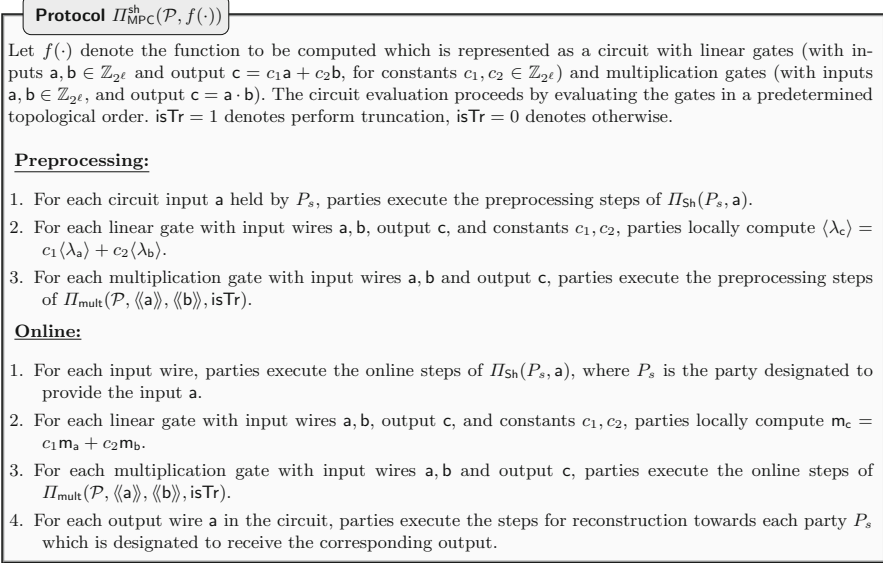 Protocol Π^sh_MPC(𝒫, f(·))
Let f(·) denote the function to be computed which is represented as a circuit with linear gates (with in-
puts a, b ∈ ℤ_{2^ℓ} and output c = c₁a + c₂b, for constants c₁, c₂ ∈ ℤ_{2^ℓ}) and multiplication gates (with inputs
a, b ∈ ℤ_{2^ℓ}, and output c = a · b). The circuit evaluation proceeds by evaluating the gates in a predetermined
topological order. isTr = 1 denotes perform truncation, isTr = 0 denotes otherwise.
Preprocessing:
1. For each circuit input a held by P_s, parties execute the preprocessing steps of Π_Sh(P_s, a).
2. For each linear gate with input wires a, b, output c, and constants c₁, c₂, parties locally compute ⟨λ_c⟩ =
c₁⟨λ_a⟩ + c₂⟨λ_b⟩.
3. For each multiplication gate with input wires a, b and output c, parties execute the preprocessing steps
of Π_mult(𝒫, ⟪a⟫, ⟪b⟫, isTr).
Online:
1. For each input wire, parties execute the online steps of Π_Sh(P_s, a), where P_s is the party designated to
provide the input a.
2. For each linear gate with input wires a, b, output c, and constants c₁, c₂, parties locally compute m_c =
c₁m_a + c₂m_b.
3. For each multiplication gate with input wires a, b and output c, parties execute the online steps of
Π_mult(𝒫, ⟪a⟫, ⟪b⟫, isTr).
4. For each output wire a in the circuit, parties execute the steps for reconstruction towards each party P_s
which is designated to receive the corresponding output.